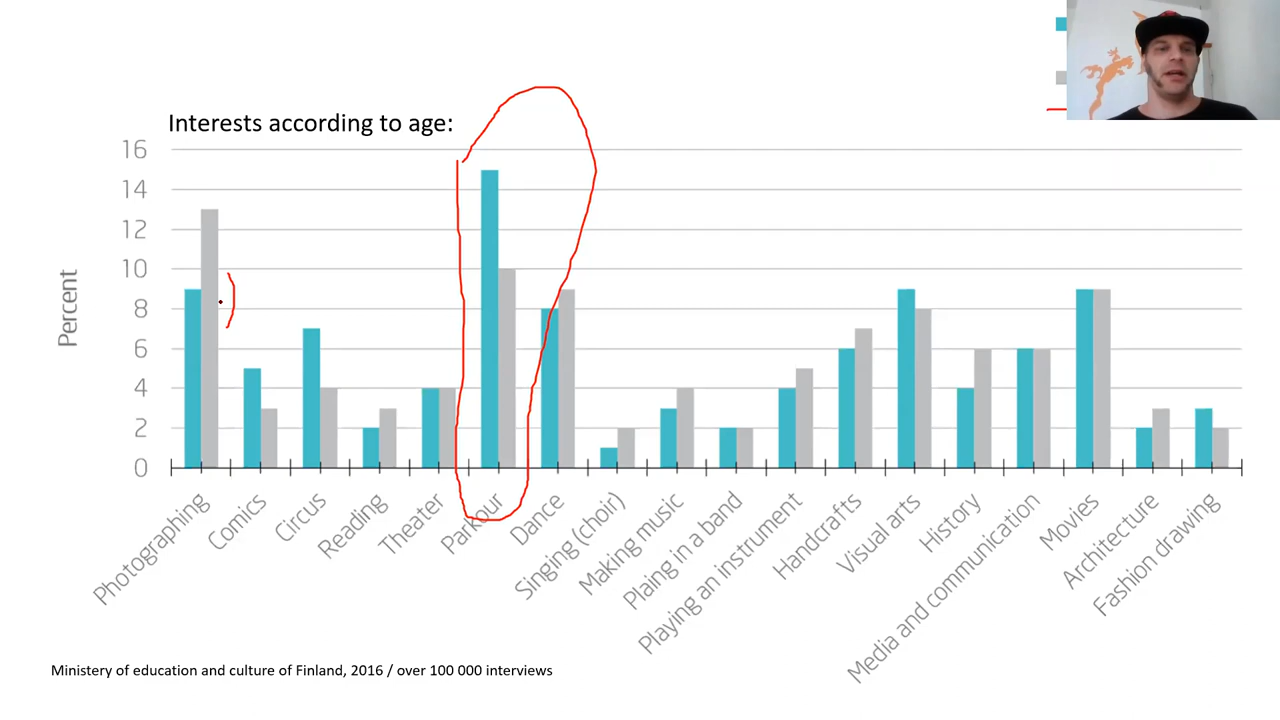 Interests according to age:
16
14
12
10
8
6
4
2
0
Percent
Photographing
Comics
Circus
Reading
Theater
Parkour
Dance
Singing (choir)
Making music
Plaing in a band
Playing an instrument
Handcrafts
Visual arts
History
Media and communication
Movies
Architecture
Fashion drawing
Ministery of education and culture of Finland, 2016 / over 100 000 interviews